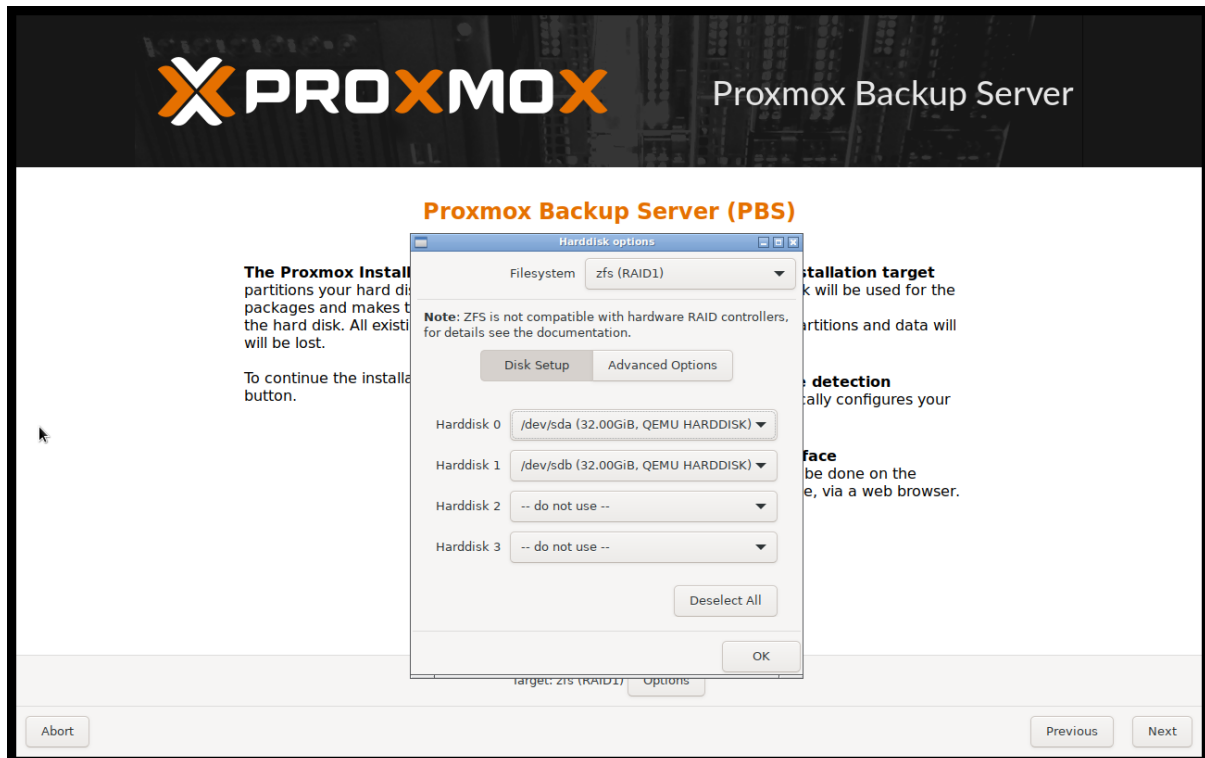 PROXMOX
Proxmox Backup Server
Proxmox Backup Server (PBS)
The Proxmox Install
partitions your hard dis
packages and makes t
the hard disk. All existi
will be lost.
To continue the installa
button.
Harddisk options
Filesystem zfs (RAID1)
Note: ZFS is not compatible with hardware RAID controllers,
for details see the documentation.
Disk Setup Advanced Options
Harddisk 0 /dev/sda (32.00GiB, QEMU HARDDISK)
Harddisk 1 /dev/sdb (32.00GiB, QEMU HARDDISK)
Harddisk 2 -- do not use --
Harddisk 3 -- do not use --
Deselect All
OK
stallation target
k will be used for the
artitions and data will
detection
cally configures your
face
be done on the
e, via a web browser.
Target: zfs (RAID1) Options
Abort Previous Next